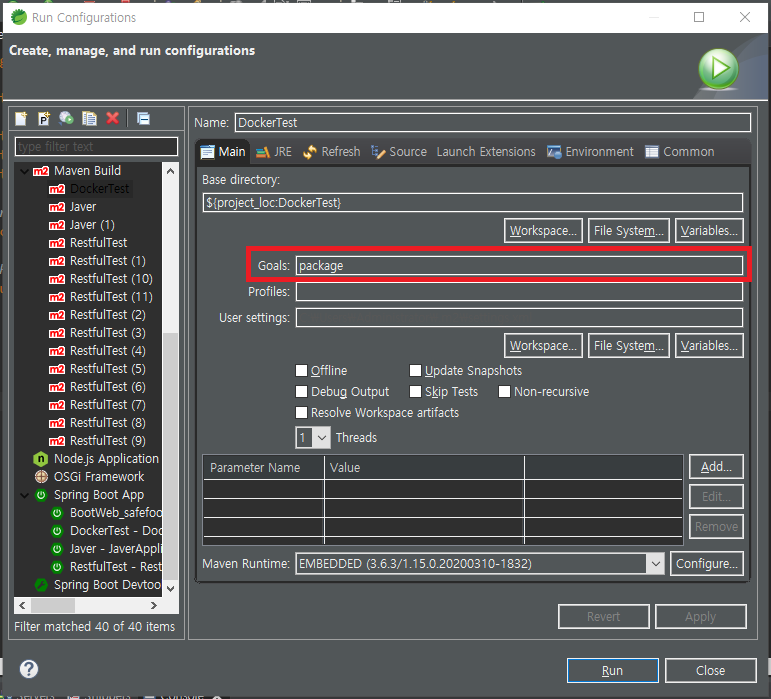 Run Configurations
Create, manage, and run configurations
type filter text
Maven Build
DockerTest
Javer
Javer (1)
RestfulTest
RestfulTest (1)
RestfulTest (10)
RestfulTest (11)
RestfulTest (2)
RestfulTest (3)
RestfulTest (4)
RestfulTest (5)
RestfulTest (6)
RestfulTest (7)
RestfulTest (8)
RestfulTest (9)
Node.js Application
OSGi Framework
Spring Boot App
BootWeb_safefoo
DockerTest - Doc
Javer - JaverAppli
RestfulTest - Rest
Spring Boot Devtoo
Filter matched 40 of 40 items
Name: DockerTest
Main JRE Refresh Source Launch Extensions Environment Common
Base directory:
${project_loc:DockerTest}
Workspace... File System... Variables...
Goals: package
Profiles:
User settings:
Workspace... File System... Variables...
Offline Update Snapshots
Debug Output Skip Tests Non-recursive
Resolve Workspace artifacts
1 Threads
Parameter Name Value
Add...
Edit...
Remove
Maven Runtime: EMBEDDED (3.6.3/1.15.0.20200310-1832) Configure...
Revert Apply
Run Close